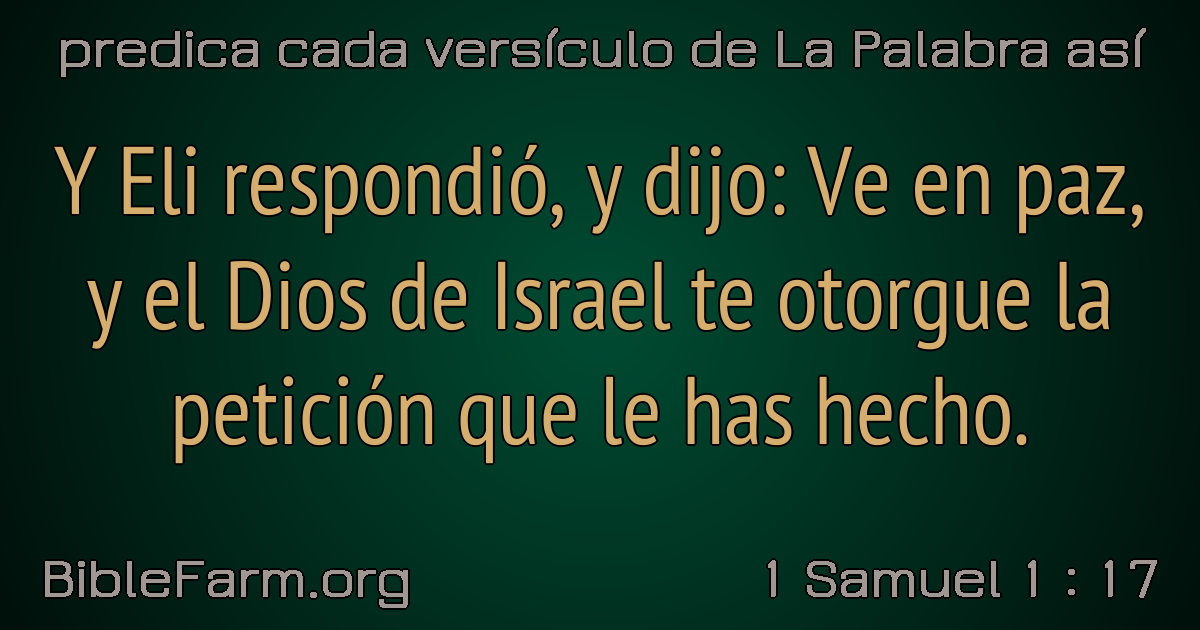 predica cada versículo de La Palabra así
Y Eli respondió, y dijo: Ve en paz,
y el Dios de Israel te otorgue la
petición que le has hecho.
BibleFarm.org
1 Samuel 1 : 17